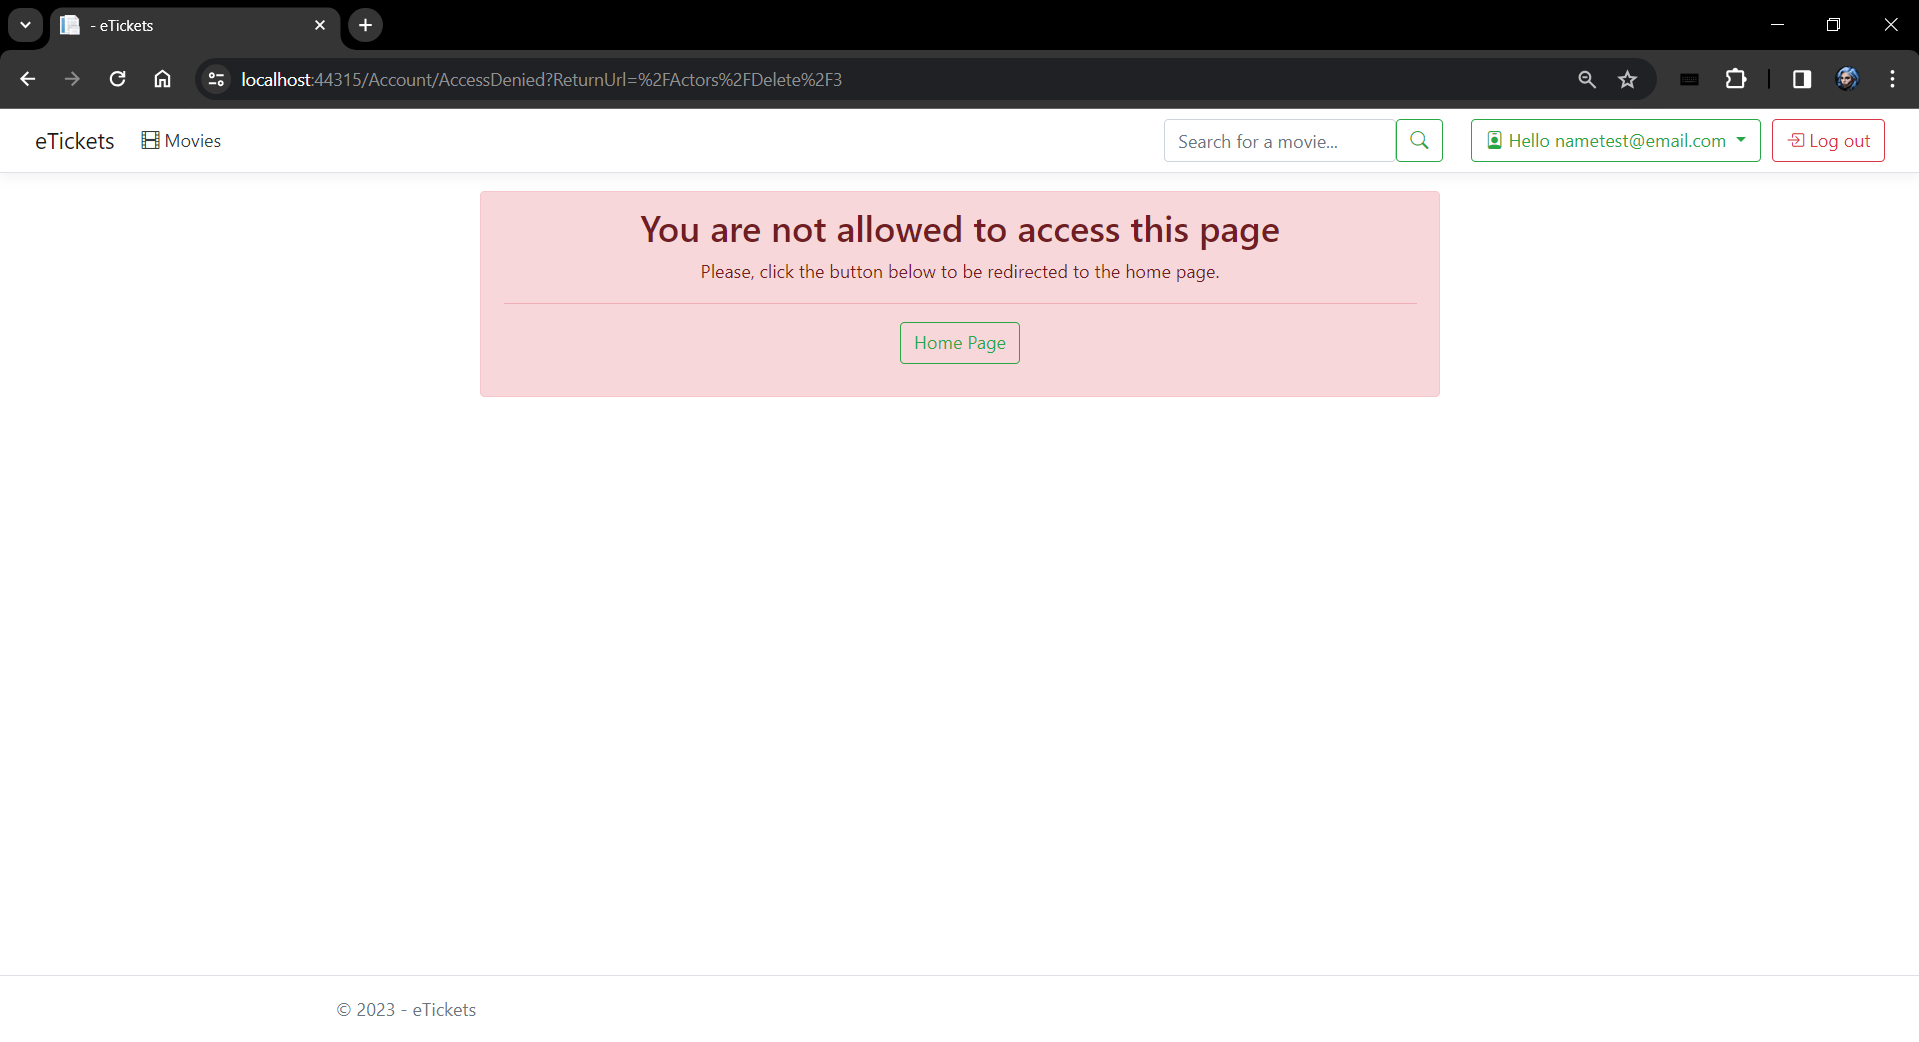 - eTickets
localhost:44315/Account/AccessDenied?ReturnUrl=%2FActors%2FDelete%2F3
eTickets Movies Search for a movie... Hello nametest@email.com Log out
You are not allowed to access this page
Please, click the button below to be redirected to the home page.
Home Page
© 2023 - eTickets